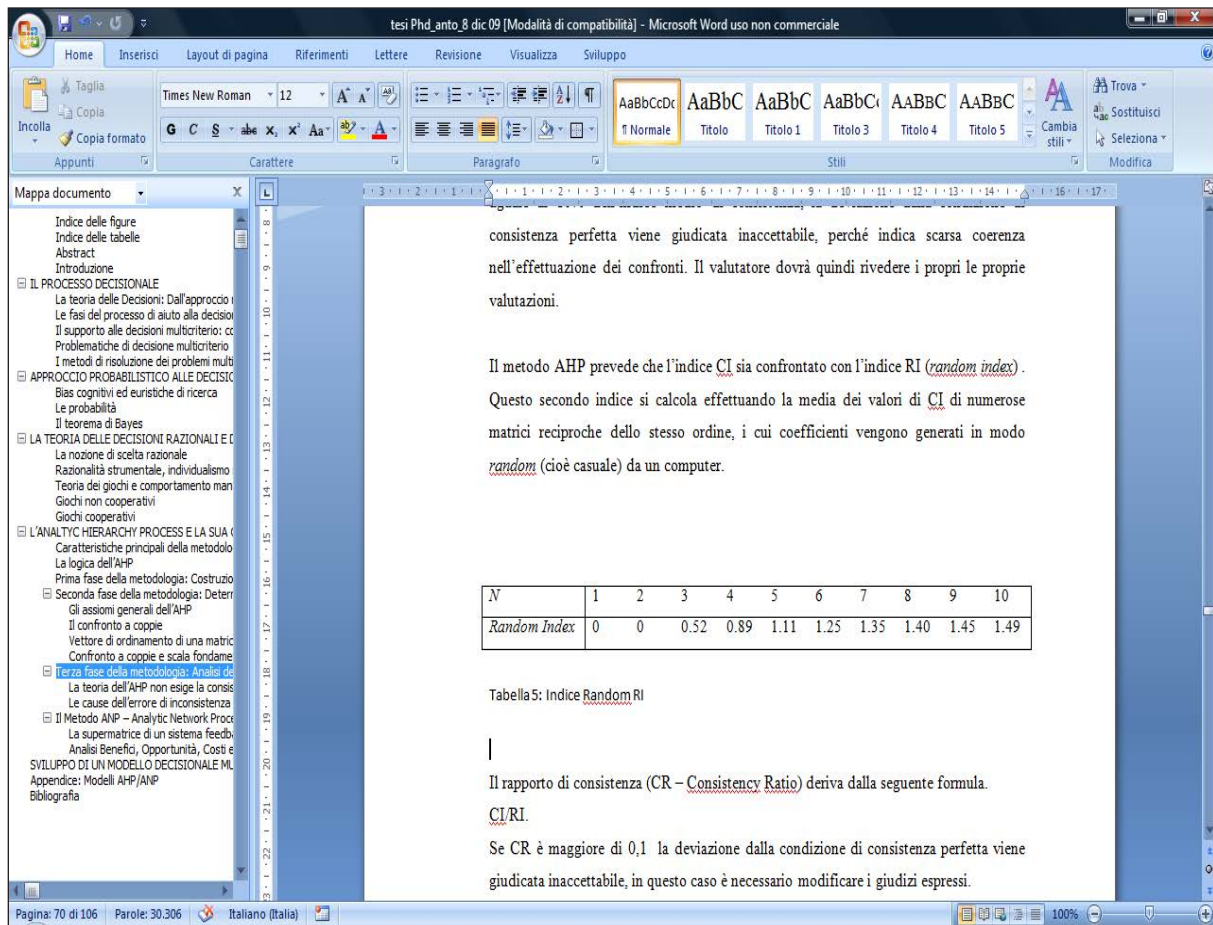 tesi Phd_anto_8 dic 09 [Modalità di compatibilità] - Microsoft Word uso non commerciale
Home Inserisci Layout di pagina Riferimenti Lettere Revisione Visualizza Sviluppo
Incolla
Taglia
Copia
Copia formato
Appunti
Times New Roman 12
G C S abc X₂ X² Aa
Carattere
Paragrafo
AaBbCcDc AaBbC AaBbC AaBbC AABBC AABBC
¶ Normale Titolo Titolo 1 Titolo 3 Titolo 4 Titolo 5
Cambia stili
Stili
Trova
Sostituisci
Seleziona
Modifica
Mappa documento
Indice delle figure
Indice delle tabelle
Abstract
Introduzione
IL PROCESSO DECISIONALE
La teoria delle Decisioni: Dall'approccio
Le fasi del processo di aiuto alla decisio
Il supporto alle decisioni multicriterio: co
Problematiche di decisione multicriterio
I metodi di risoluzione dei problemi multi
APPROCCIO PROBABILISTICO ALLE DECISIO
Bias cognitivi ed euristiche di ricerca
Le probabilità
Il teorema di Bayes
LA TEORIA DELLE DECISIONI RAZIONALI E D
La nozione di scelta razionale
Razionalità strumentale, individualismo
Teoria dei giochi e comportamento man
Giochi non cooperativi
Giochi cooperativi
L'ANALTYC HIERARCHY PROCESS E LA SUA
Caratteristiche principali della metodolo
La logica dell'AHP
Prima fase della metodologia: Costruzio
Seconda fase della metodologia: Deterr
Gli assiomi generali dell'AHP
Il confronto a coppie
Vettore di ordinamento di una matric
Confronto a coppie e scala fondame
Terza fase della metodologia: Analisi de
La teoria dell'AHP non esige la consis
Le cause dell'errore di inconsistenza
Il Metodo ANP – Analytic Network Proce
La supermatrice di un sistema feedba
Analisi Benefici, Opportunità, Costi e
SVILUPPO DI UN MODELLO DECISIONALE MU
Appendice: Modelli AHP/ANP
Bibliografia
consistenza perfetta viene giudicata inaccettabile, perché indica scarsa coerenza
nell'effettuazione dei confronti. Il valutatore dovrà quindi rivedere i propri le proprie
valutazioni.
Il metodo AHP prevede che l'indice CI sia confrontato con l'indice RI (random index) .
Questo secondo indice si calcola effettuando la media dei valori di CI di numerose
matrici reciproche dello stesso ordine, i cui coefficienti vengono generati in modo
random (cioè casuale) da un computer.
N 1 2 3 4 5 6 7 8 9 10
Random Index 0 0 0.52 0.89 1.11 1.25 1.35 1.40 1.45 1.49
Tabella 5: Indice Random RI
Il rapporto di consistenza (CR – Consistency Ratio) deriva dalla seguente formula.
CI/RI.
Se CR è maggiore di 0,1 la deviazione dalla condizione di consistenza perfetta viene
giudicata inaccettabile, in questo caso è necessario modificare i giudizi espressi.
Pagina: 70 di 106 Parole: 30.306 Italiano (Italia) 100%